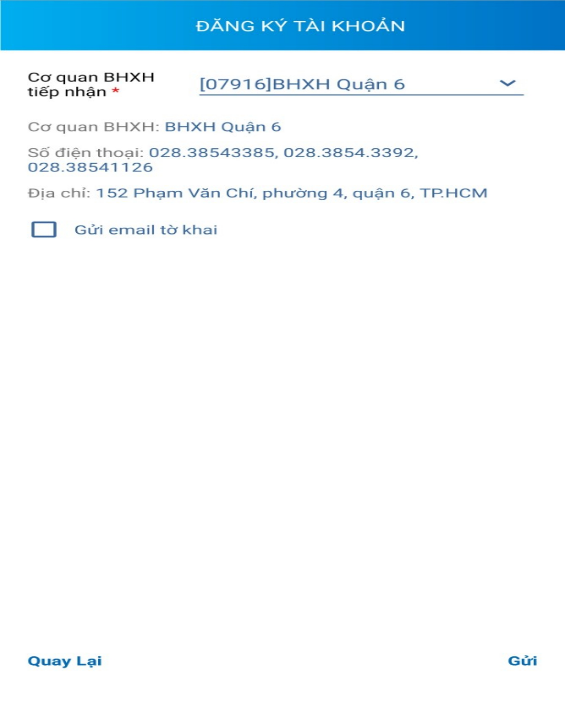 ĐĂNG KÝ TÀI KHOẢN
Cơ quan BHXH
tiếp nhận *
[07916]BHXH Quận 6
Cơ quan BHXH: BHXH Quận 6
Số điện thoại: 028.38543385, 028.3854.3392,
028.38541126
Địa chỉ: 152 Phạm Văn Chí, phường 4, quận 6, TP.HCM
Gửi email tờ khai
Quay Lại
Gửi